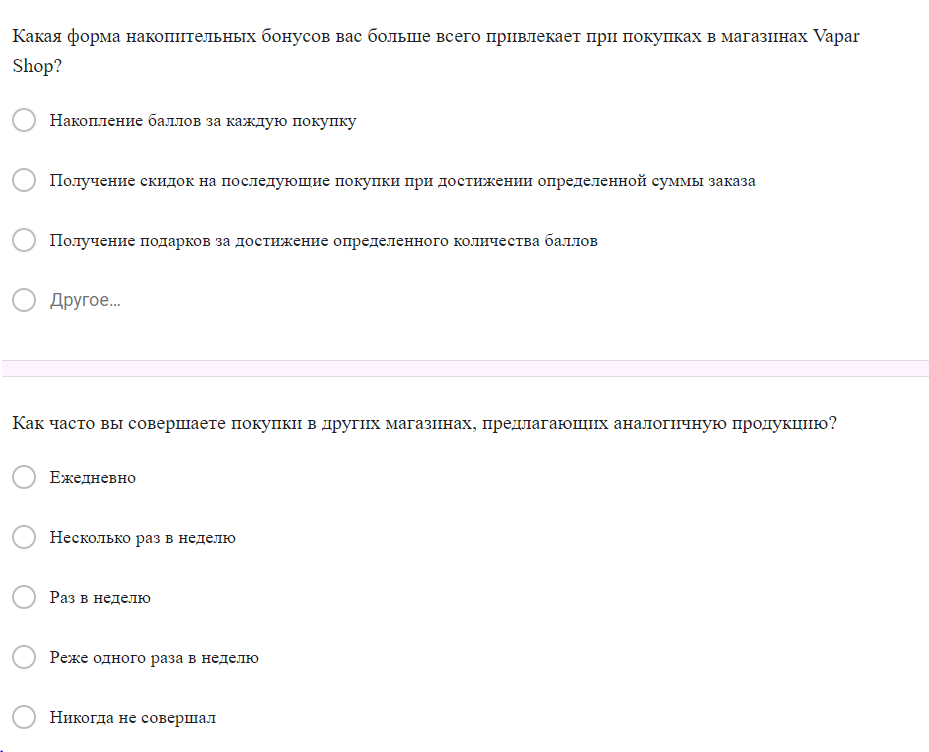 Какая форма накопительных бонусов вас больше всего привлекает при покупках в магазинах Vapar
Shop?
Накопление баллов за каждую покупку
Получение скидок на последующие покупки при достижении определенной суммы заказа
Получение подарков за достижение определенного количества баллов
Другое...
Как часто вы совершаете покупки в других магазинах, предлагающих аналогичную продукцию?
Ежедневно
Несколько раз в неделю
Раз в неделю
Реже одного раза в неделю
Никогда не совершал